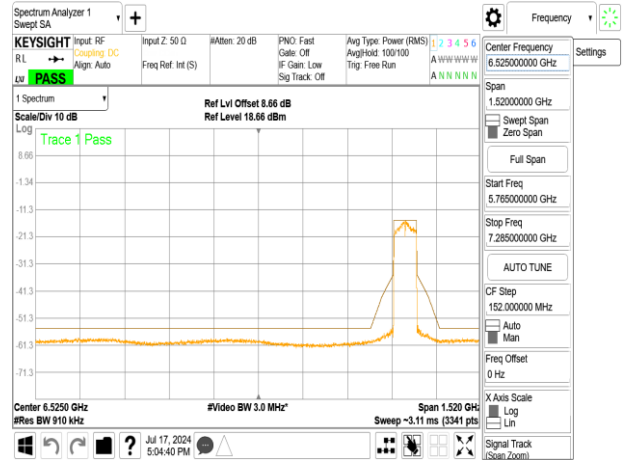 Spectrum Analyzer 1
Swept SA
Frequency
KEYSIGHT Input: RF Input Z: 50 Ω #Atten: 20 dB PNO: Fast Avg Type: Power (RMS) 1 2 3 4 5 6
Coupling: DC Gate: Off Avg|Hold: 100/100
RL Align: Auto Freq Ref: Int (S) IF Gain: Low Trig: Free Run A W W W W W
Sig Track: Off
LW PASS A N N N N N
1 Spectrum
Ref Lvl Offset 8.66 dB
Scale/Div 10 dB Ref Level 18.66 dBm
Log
Trace 1 Pass
8.66
-1.34
-11.3
-21.3
-31.3
-41.3
-51.3
-61.3
-71.3
Center 6.5250 GHz #Video BW 3.0 MHz* Span 1.520 GHz
#Res BW 910 kHz Sweep ~3.11 ms (3341 pts
Jul 17, 2024
5:04:40 PM
Center Frequency
6.525000000 GHz
Settings
Span
1.52000000 GHz
Swept Span
Zero Span
Full Span
Start Freq
5.765000000 GHz
Stop Freq
7.285000000 GHz
AUTO TUNE
CF Step
152.000000 MHz
Auto
Man
Freq Offset
0 Hz
X Axis Scale
Log
Lin
Signal Track
(Span Zoom)